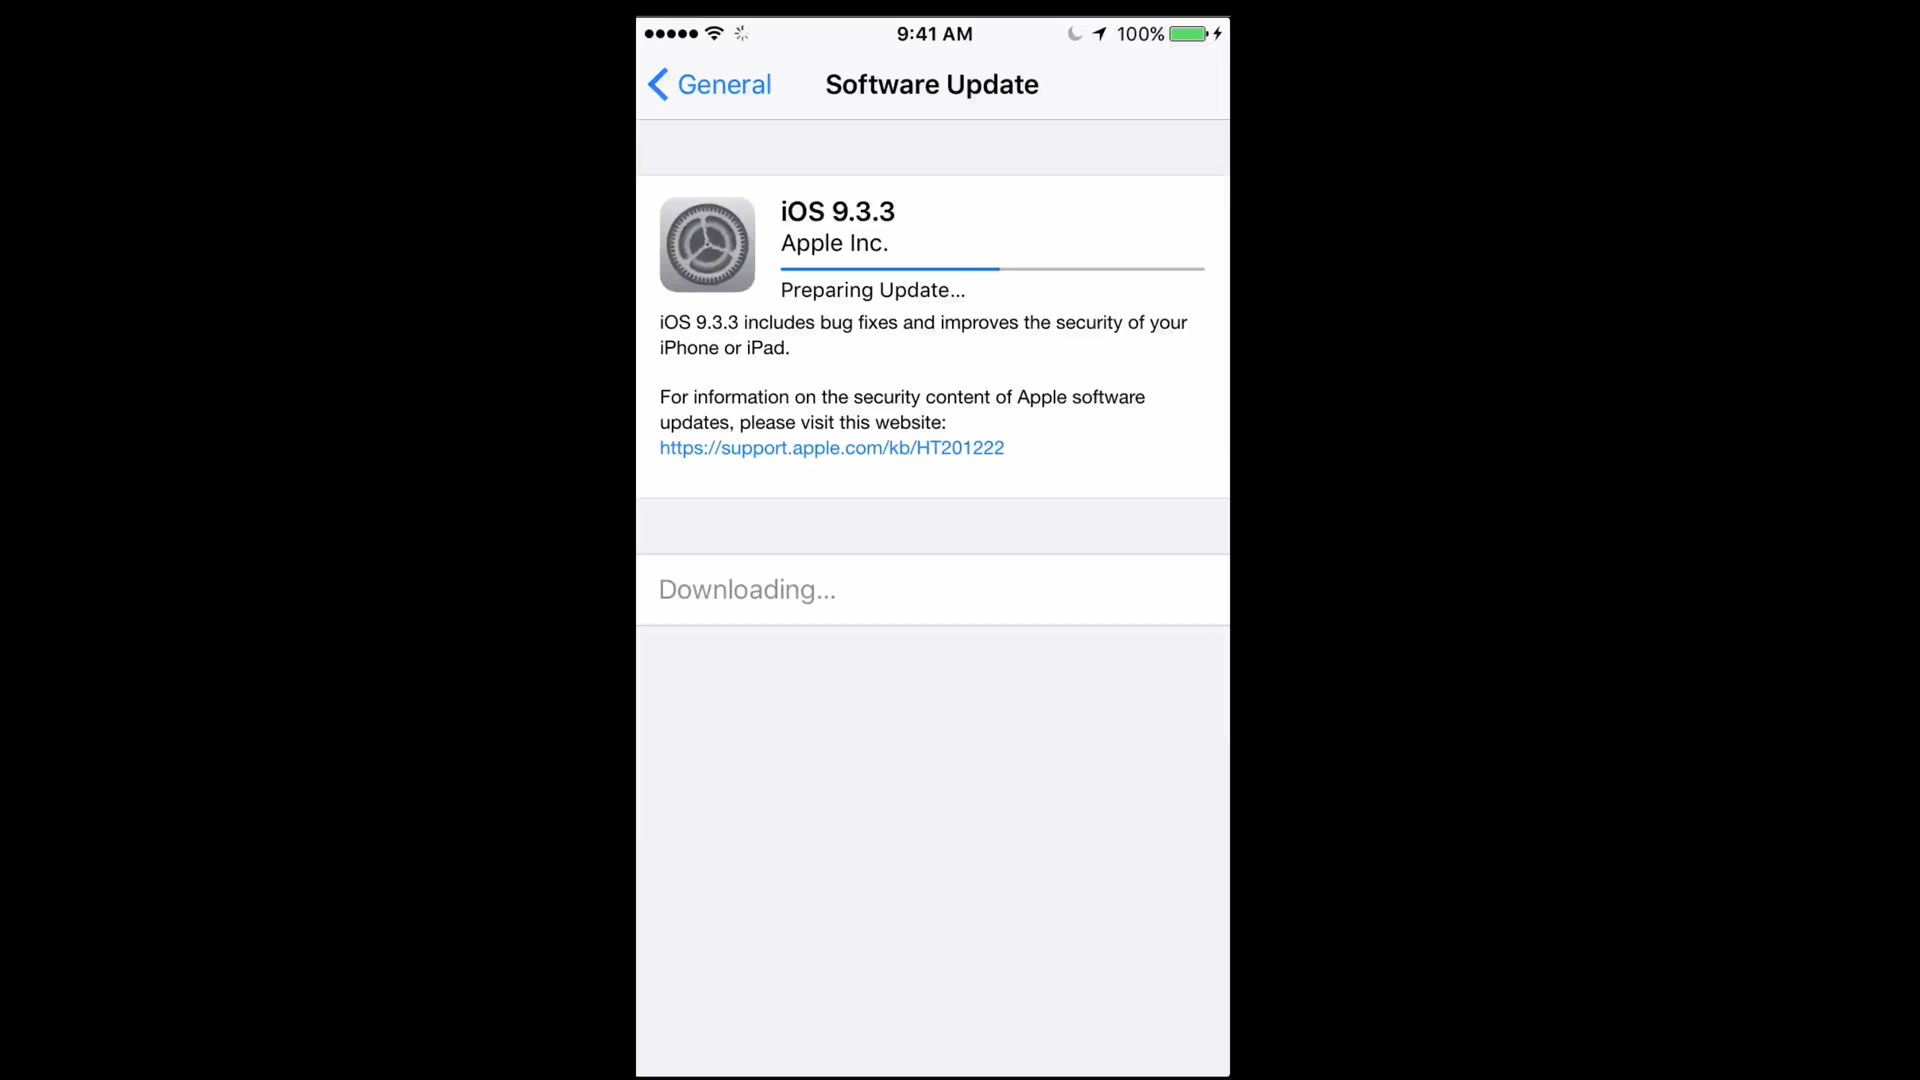 9:41 AM
100%
General
Software Update
iOS 9.3.3
Apple Inc.
Preparing Update...
iOS 9.3.3 includes bug fixes and improves the security of your
iPhone or iPad.
For information on the security content of Apple software
updates, please visit this website:
https://support.apple.com/kb/HT201222
Downloading...